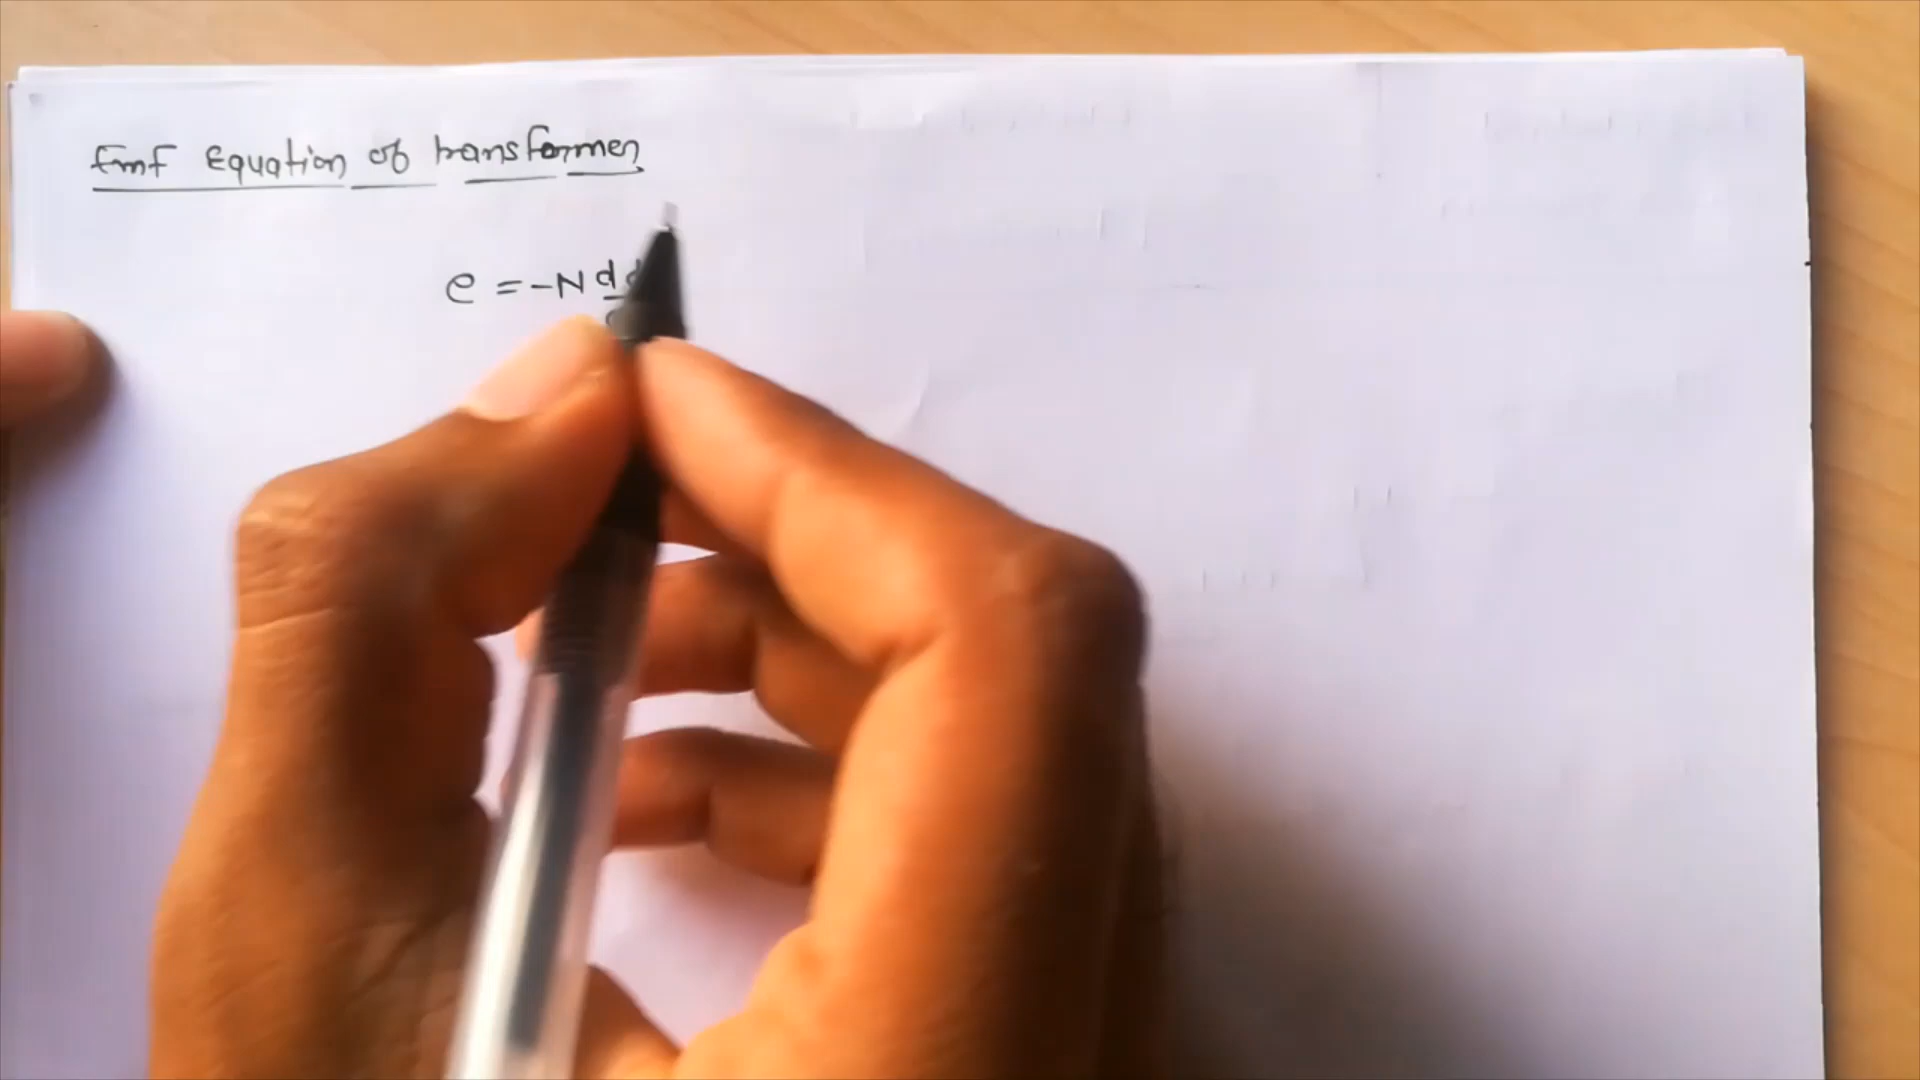 Emf Equation of transformer
e = -N d